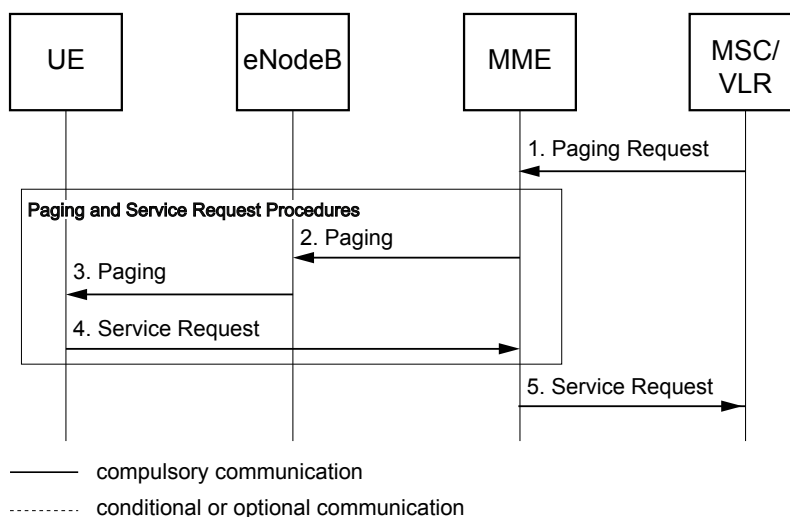 UE
eNodeB
MME
MSC/
VLR
1. Paging Request
Paging and Service Request Procedures
2. Paging
3. Paging
4. Service Request
5. Service Request
compulsory communication
conditional or optional communication